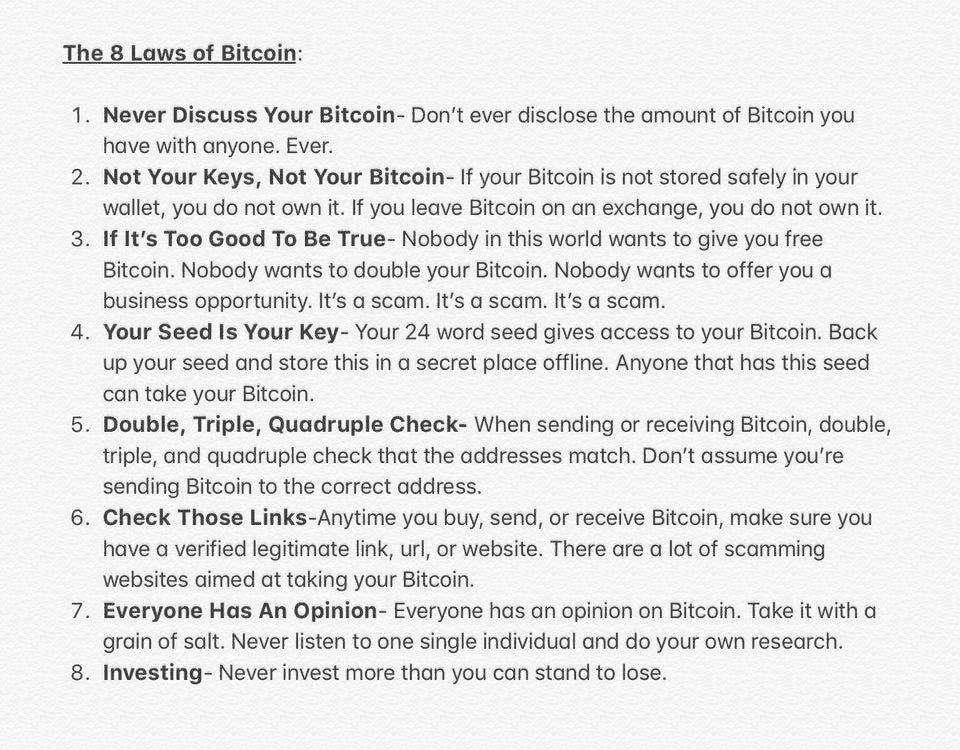 The 8 Laws of Bitcoin:
1. Never Discuss Your Bitcoin- Don't ever disclose the amount of Bitcoin you
have with anyone. Ever.
2. Not Your Keys, Not Your Bitcoin- If your Bitcoin is not stored safely in your
wallet, you do not own it. If you leave Bitcoin on an exchange, you do not own it.
3. If It's Too Good To Be True- Nobody in this world wants to give you free
Bitcoin. Nobody wants to double your Bitcoin. Nobody wants to offer you a
business opportunity. It's a scam. It's a scam. It's a scam.
4. Your Seed Is Your Key- Your 24 word seed gives access to your Bitcoin. Back
up your seed and store this in a secret place offline. Anyone that has this seed
can take your Bitcoin.
5. Double, Triple, Quadruple Check- When sending or receiving Bitcoin, double,
triple, and quadruple check that the addresses match. Don't assume you're
sending Bitcoin to the correct address.
6. Check Those Links-Anytime you buy, send, or receive Bitcoin, make sure you
have a verified legitimate link, url, or website. There are a lot of scamming
websites aimed at taking your Bitcoin.
7. Everyone Has An Opinion- Everyone has an opinion on Bitcoin. Take it with a
grain of salt. Never listen to one single individual and do your own research.
8. Investing- Never invest more than you can stand to lose.